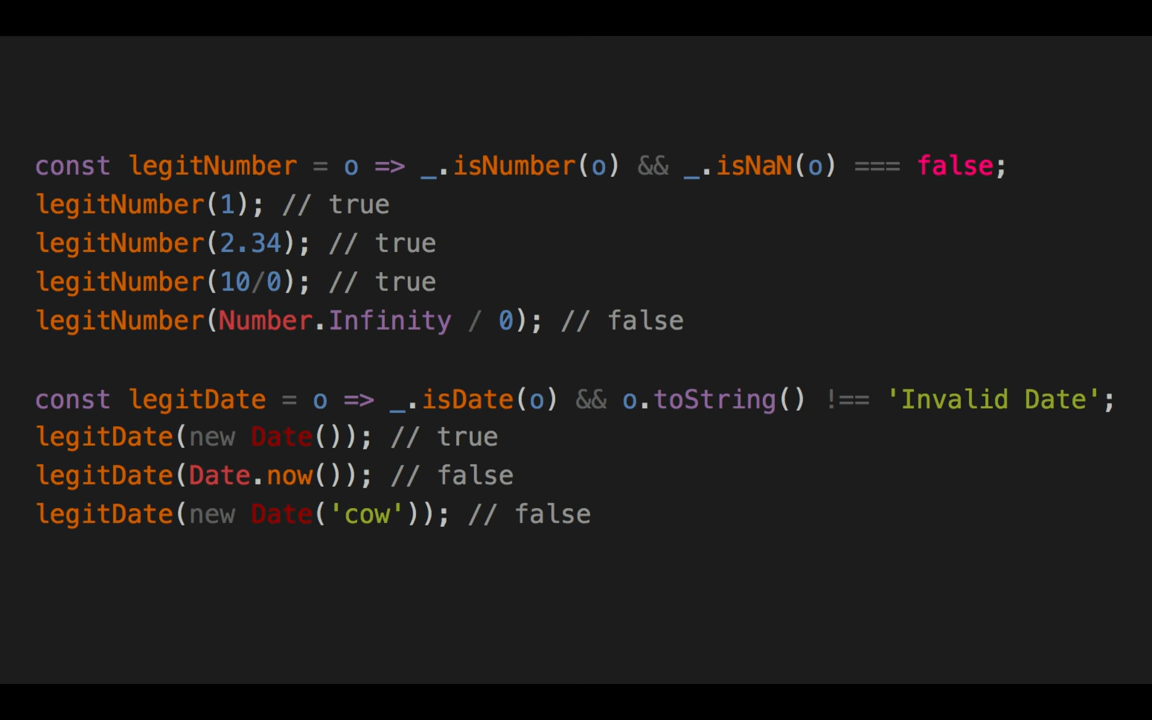 const legitNumber = o => _.isNumber(o) && _.isNaN(o) === false;
legitNumber(1); // true
legitNumber(2.34); // true
legitNumber(10/0); // true
legitNumber(Number.Infinity / 0); // false
const legitDate = o => _.isDate(o) && o.toString() !== 'Invalid Date';
legitDate(new Date()); // true
legitDate(Date.now()); // false
legitDate(new Date('cow')); // false